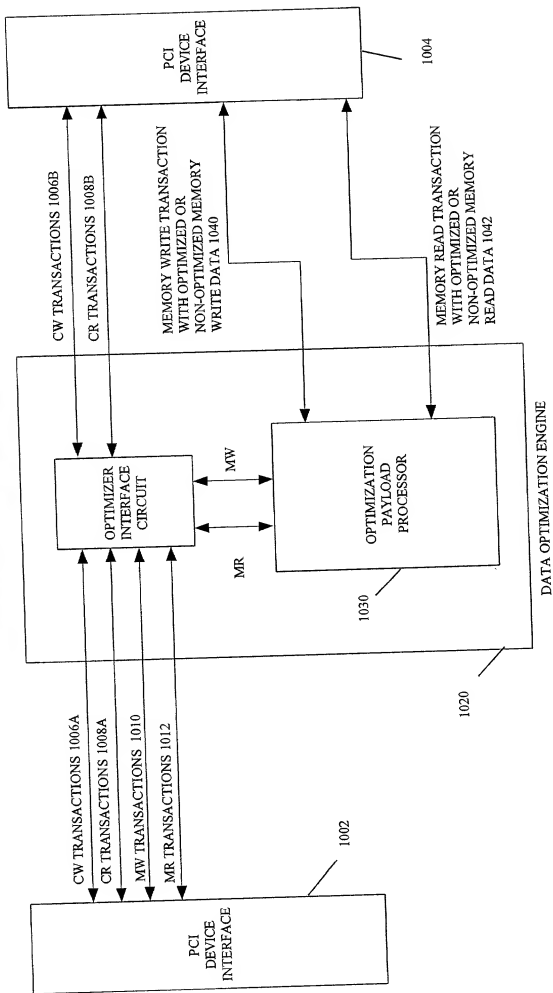 PCI
DEVICE
INTERFACE
1002
CW TRANSACTIONS 1006A
CR TRANSACTIONS 1008A
MW TRANSACTIONS 1010
MR TRANSACTIONS 1012
OPTIMIZER
INTERFACE
CIRCUIT
MR
MW
OPTIMIZATION
PAYLOAD
PROCESSOR
1030
1020
DATA OPTIMIZATION ENGINE
CW TRANSACTIONS 1006B
CR TRANSACTIONS 1008B
MEMORY WRITE TRANSACTION
WITH OPTIMIZED OR
NON-OPTIMIZED MEMORY
WRITE DATA 1040
MEMORY READ TRANSACTION
WITH OPTIMIZED OR
NON-OPTIMIZED MEMORY
READ DATA 1042
PCI
DEVICE
INTERFACE
1004